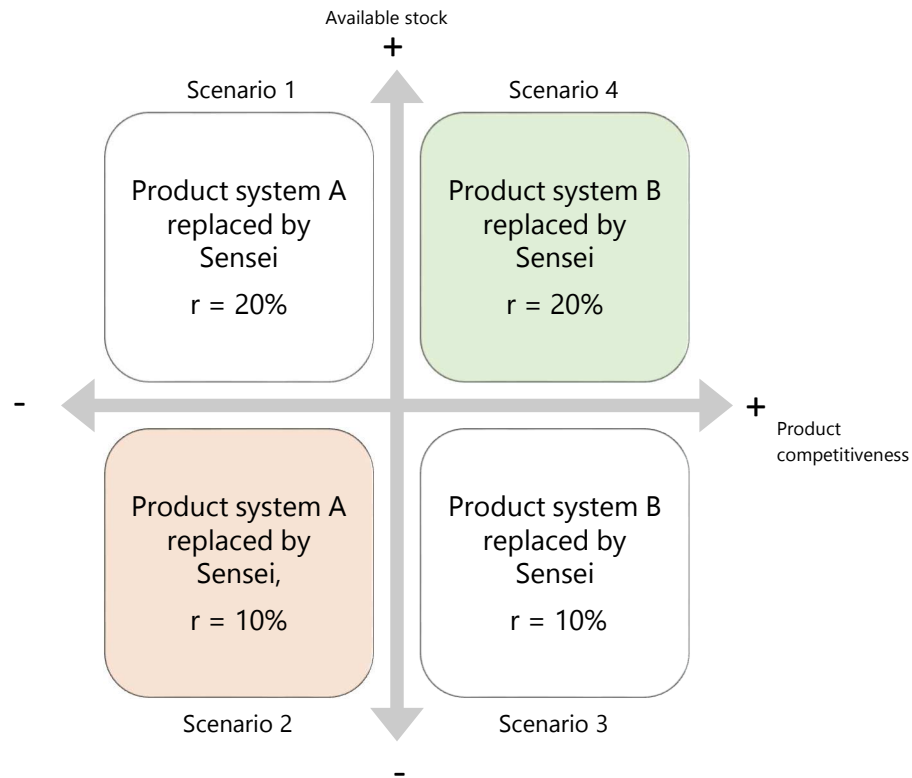 Available stock
+
Scenario 1
Scenario 4
Product system A
replaced by
Sensei
r = 20%
Product system B
replaced by
Sensei
r = 20%
-
+
Product
competitiveness
Product system A
replaced by
Sensei,
r = 10%
Product system B
replaced by
Sensei
r = 10%
Scenario 2
Scenario 3
-